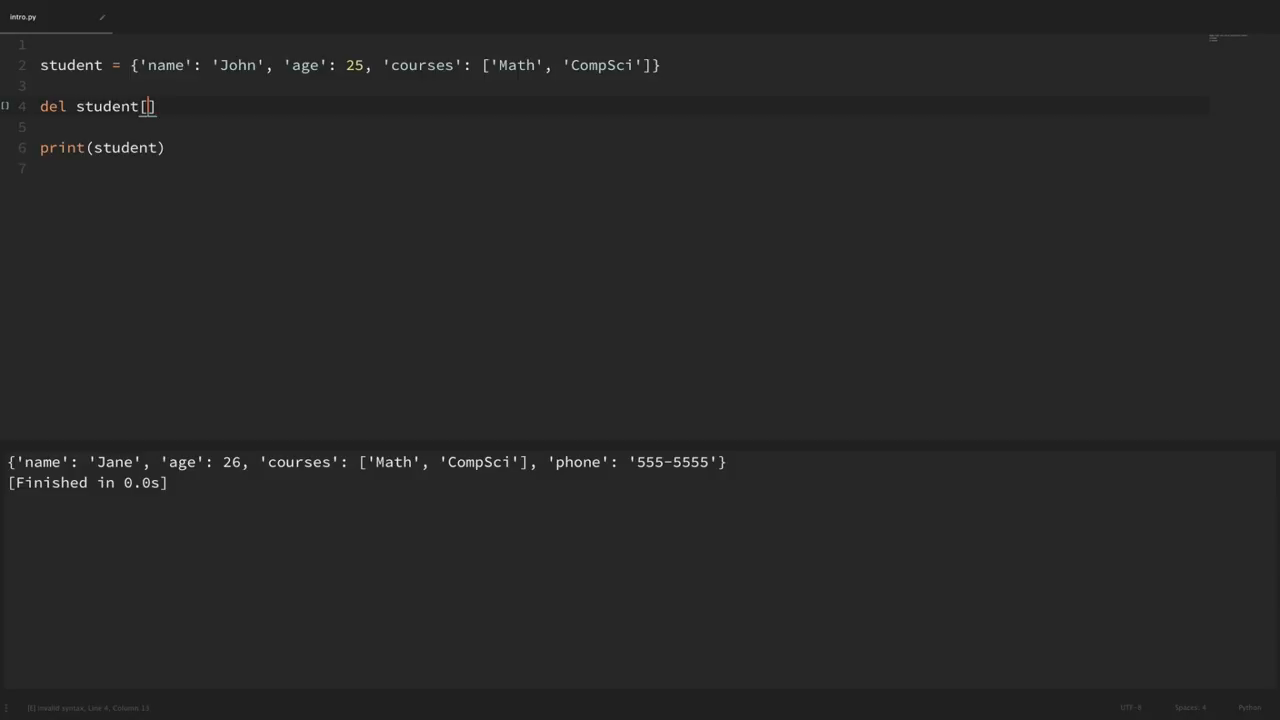 intro.py
1
2 student = {'name': 'John', 'age': 25, 'courses': ['Math', 'CompSci']}
3
[] 4 del student[]
5
6 print(student)
7
{'name': 'Jane', 'age': 26, 'courses': ['Math', 'CompSci'], 'phone': '555-5555'}
[Finished in 0.0s]
[E] invalid syntax, Line 4, Column 13 UTF-8 Spaces: 4 Python